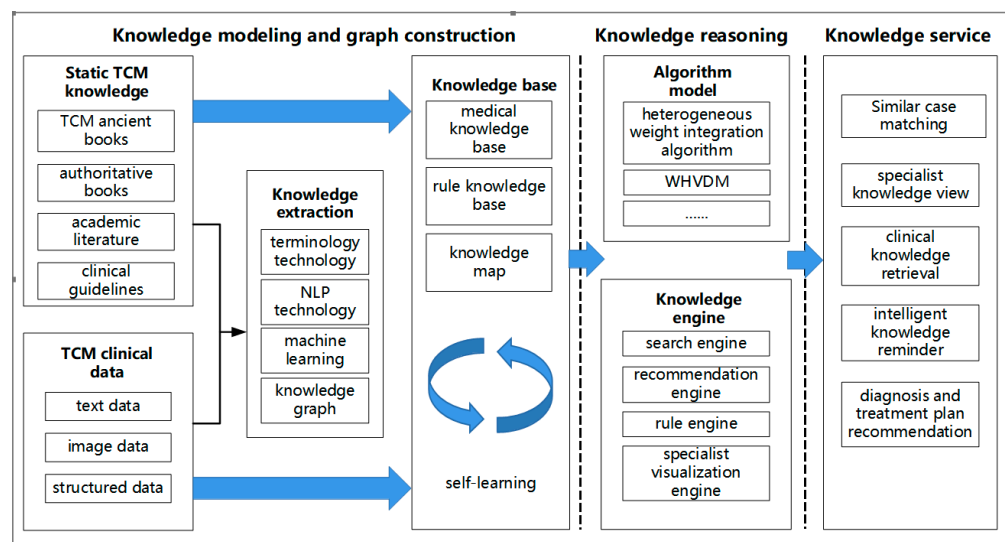 Knowledge modeling and graph construction
Knowledge reasoning
Knowledge service
Static TCM
knowledge
TCM ancient
books
authoritative
books
academic
literature
clinical
guidelines
TCM clinical
data
text data
image data
structured data
Knowledge
extraction
terminology
technology
NLP
technology
machine
learning
knowledge
graph
Knowledge base
medical
knowledge
base
rule knowledge
base
knowledge
map
self-learning
Algorithm
model
heterogeneous
weight integration
algorithm
WHVDM
......
Knowledge
engine
search engine
recommendation
engine
rule engine
specialist
visualization
engine
Similar case
matching
specialist
knowledge view
clinical
knowledge
retrieval
intelligent
knowledge
reminder
diagnosis and
treatment plan
recommendation